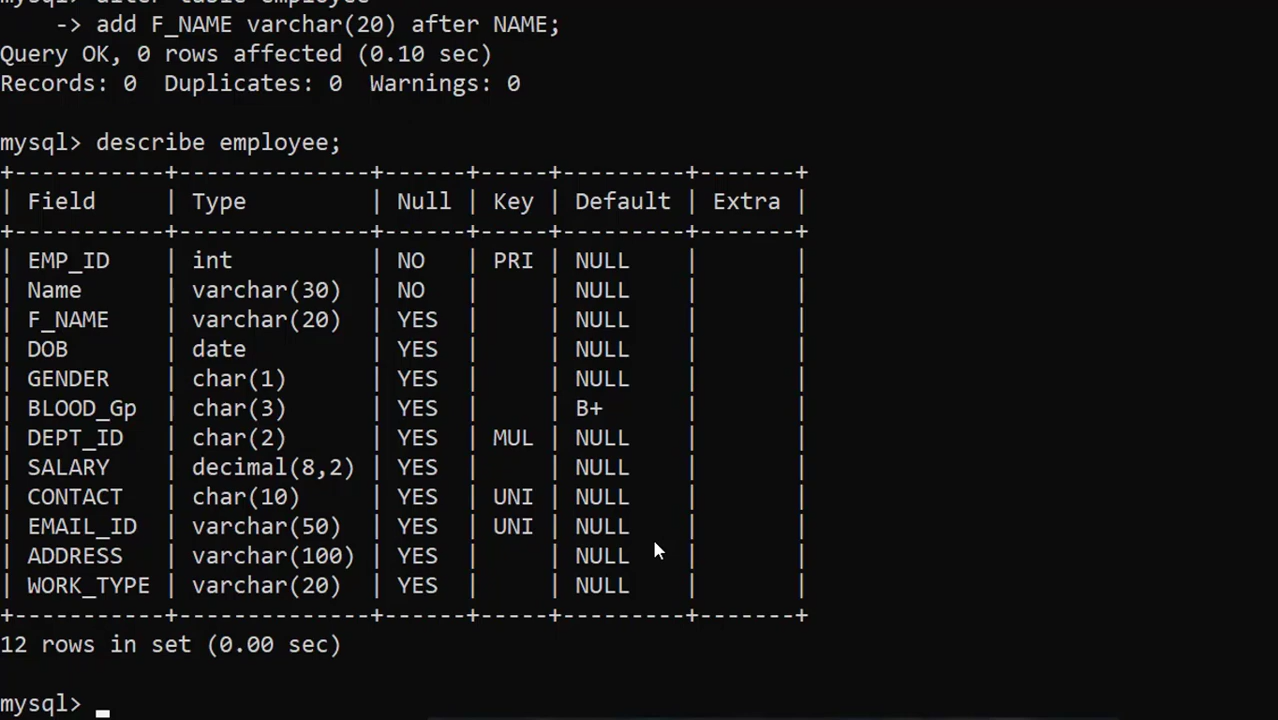 mysql> alter table employee
    -> add F_NAME varchar(20) after NAME;
Query OK, 0 rows affected (0.10 sec)
Records: 0  Duplicates: 0  Warnings: 0

mysql> describe employee;
+-----------+--------------+------+-----+---------+-------+
| Field     | Type         | Null | Key | Default | Extra |
+-----------+--------------+------+-----+---------+-------+
| EMP_ID    | int          | NO   | PRI | NULL    |       |
| Name      | varchar(30)  | NO   |     | NULL    |       |
| F_NAME    | varchar(20)  | YES  |     | NULL    |       |
| DOB       | date         | YES  |     | NULL    |       |
| GENDER    | char(1)      | YES  |     | NULL    |       |
| BLOOD_Gp  | char(3)      | YES  |     | B+      |       |
| DEPT_ID   | char(2)      | YES  | MUL | NULL    |       |
| SALARY    | decimal(8,2) | YES  |     | NULL    |       |
| CONTACT   | char(10)     | YES  | UNI | NULL    |       |
| EMAIL_ID  | varchar(50)  | YES  | UNI | NULL    |       |
| ADDRESS   | varchar(100) | YES  |     | NULL    |       |
| WORK_TYPE | varchar(20)  | YES  |     | NULL    |       |
+-----------+--------------+------+-----+---------+-------+
12 rows in set (0.00 sec)

mysql>